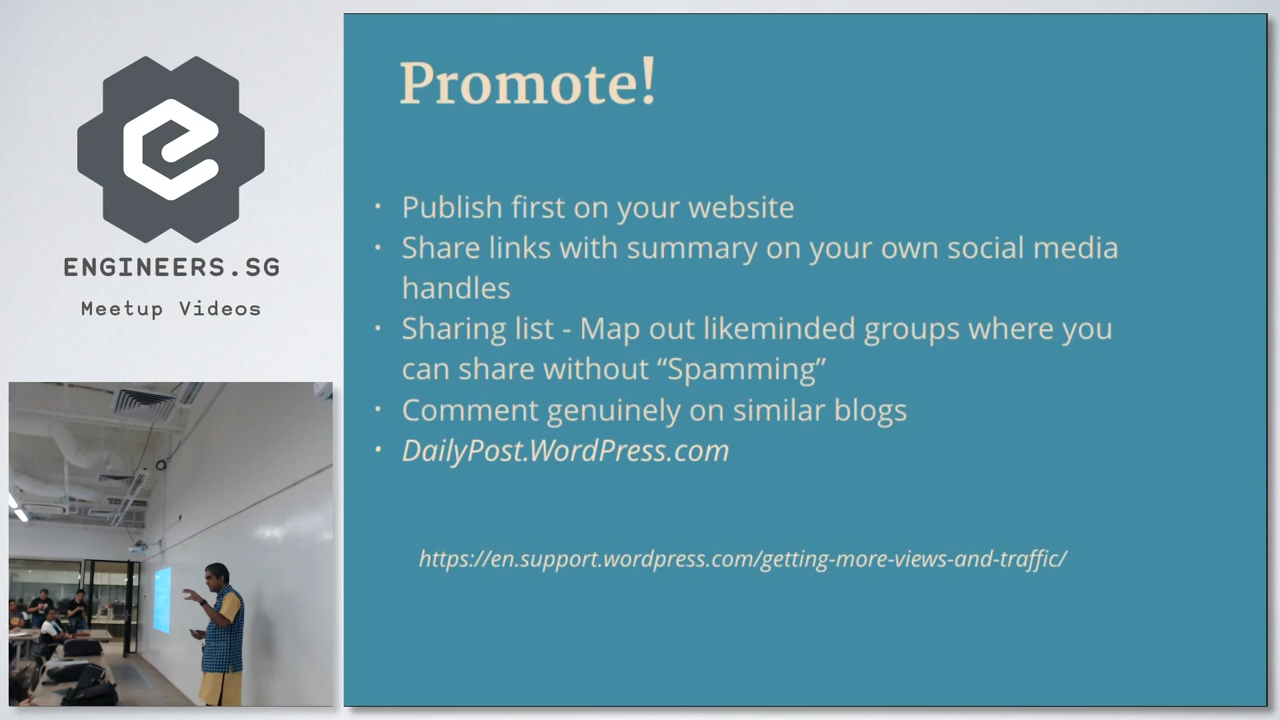 ENGINEERS.SG
Meetup Videos
Promote!
• Publish first on your website
• Share links with summary on your own social media
handles
• Sharing list - Map out likeminded groups where you
can share without “Spamming”
• Comment genuinely on similar blogs
• DailyPost.WordPress.com
https://en.support.wordpress.com/getting-more-views-and-traffic/